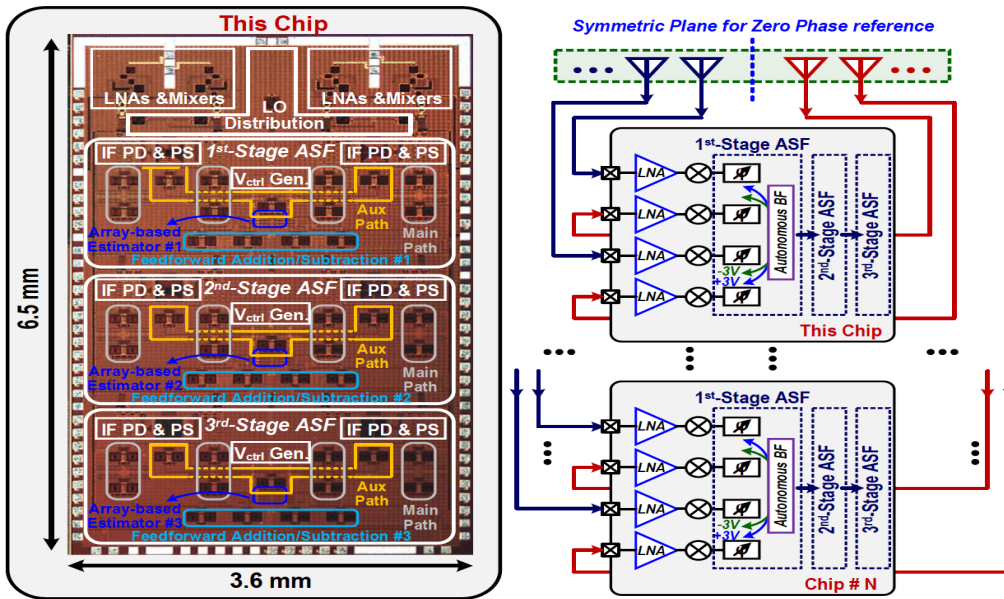 This Chip
LNAs &Mixers
LNAs &Mixers
LO
Distribution
1st-Stage ASF
IF PD & PS
IF PD & PS
Vctrl Gen.
Array-based
Estimator #1
Aux
Path
Main
Path
Feedforward Addition/Subtraction #1
2nd-Stage ASF
IF PD & PS
IF PD & PS
Vctrl Gen.
Array-based
Estimator #2
Aux
Path
Main
Path
Feedforward Addition/Subtraction #2
3rd-Stage ASF
IF PD & PS
IF PD & PS
Vctrl Gen.
Array-based
Estimator #3
Aux
Path
Main
Path
Feedforward Addition/Subtraction #3
6.5 mm
3.6 mm
Symmetric Plane for Zero Phase reference
1st-Stage ASF
LNA
φ
LNA
φ
LNA
φ
LNA
φ
-3V
+3V
Autonomous BF
2nd-Stage ASF
3rd-Stage ASF
This Chip
1st-Stage ASF
LNA
φ
LNA
φ
LNA
φ
LNA
φ
-3V
+3V
Autonomous BF
2nd-Stage ASF
3rd-Stage ASF
Chip # N